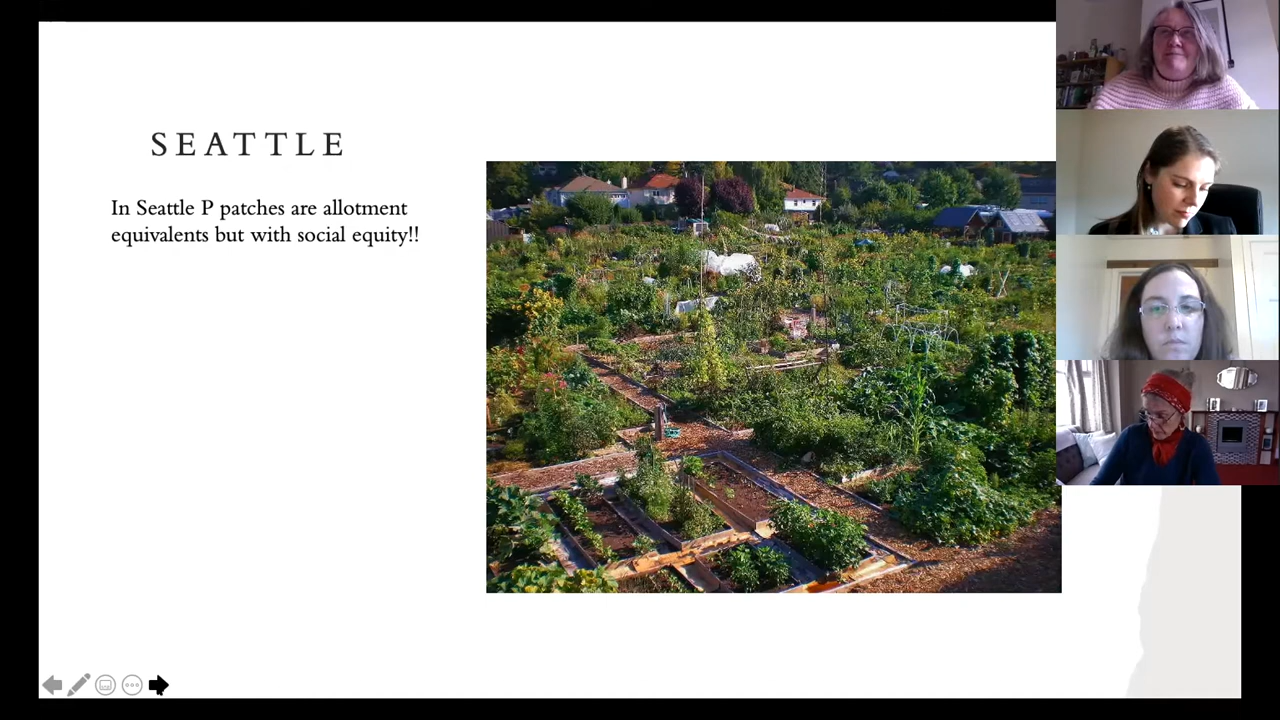 SEATTLE
In Seattle P patches are allotment
equivalents but with social equity!!